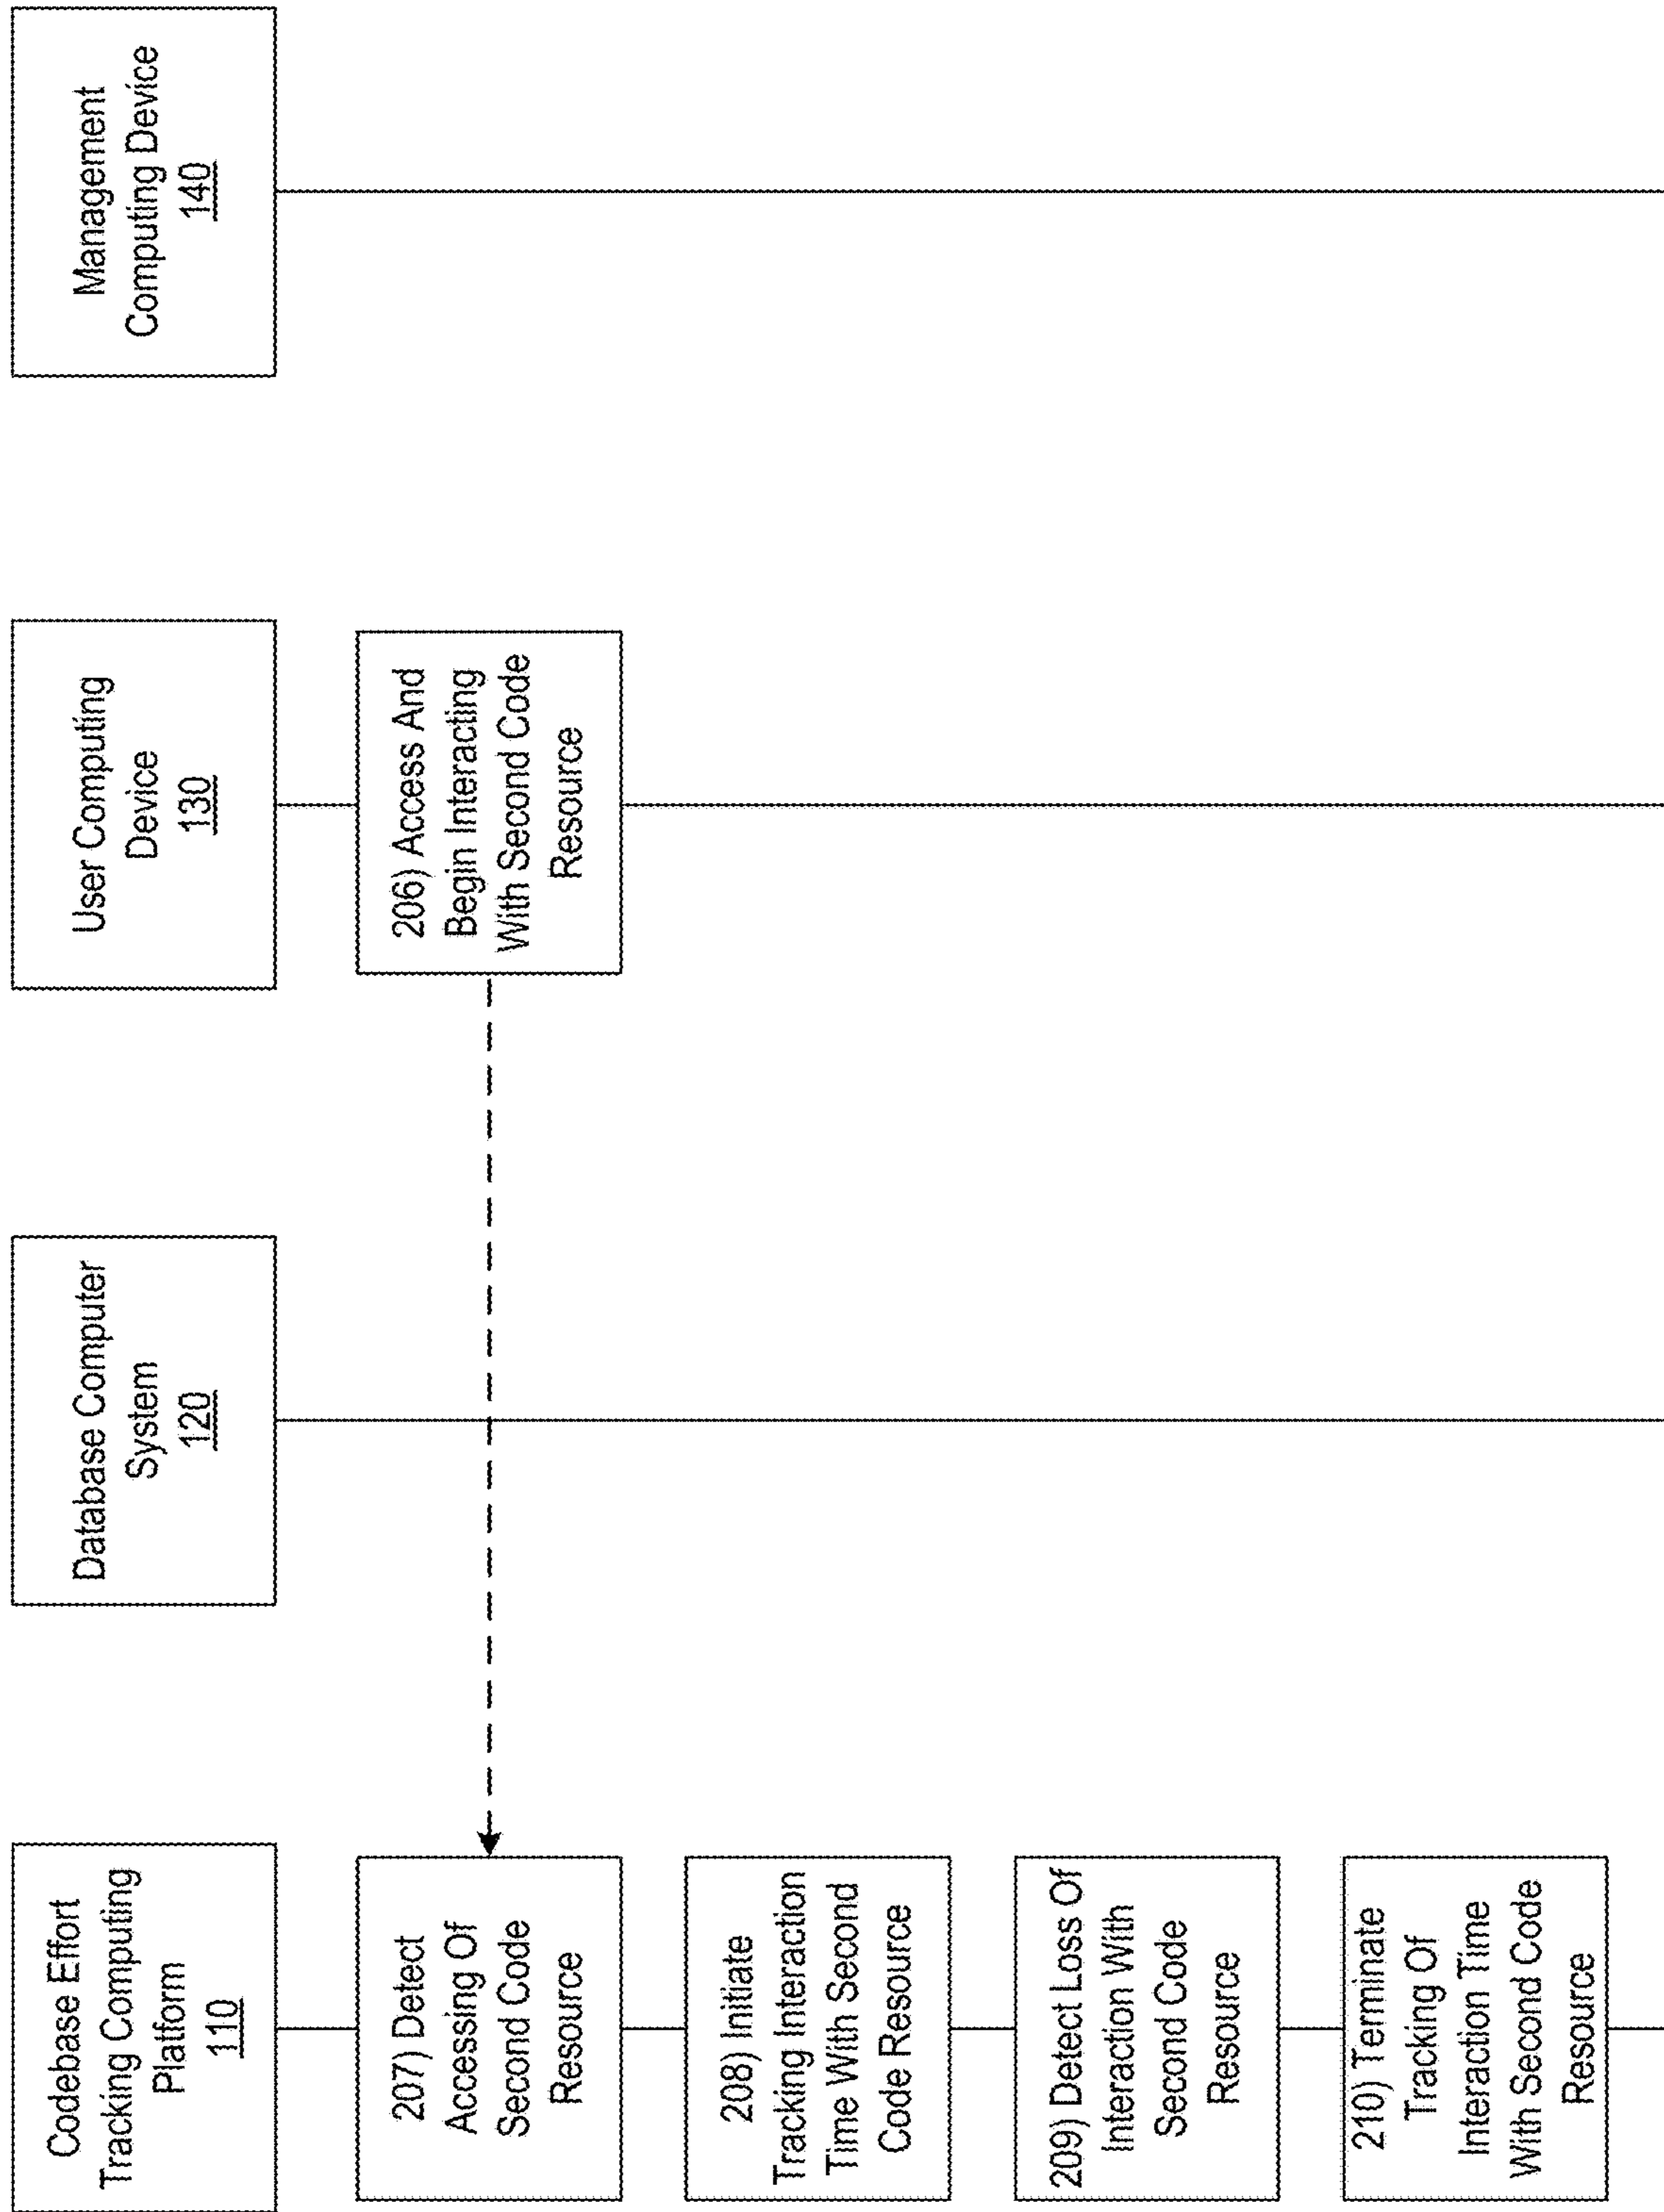 Codebase Effort
Tracking Computing
Platform
110
Database Computer
System
120
User Computing
Device
130
Management
Computing Device
140
206) Access And
Begin Interacting
With Second Code
Resource
207) Detect
Accessing Of
Second Code
Resource
208) Initiate
Tracking Interaction
Time With Second
Code Resource
209) Detect Loss Of
Interaction With
Second Code
Resource
210) Terminate
Tracking Of
Interaction Time
With Second Code
Resource